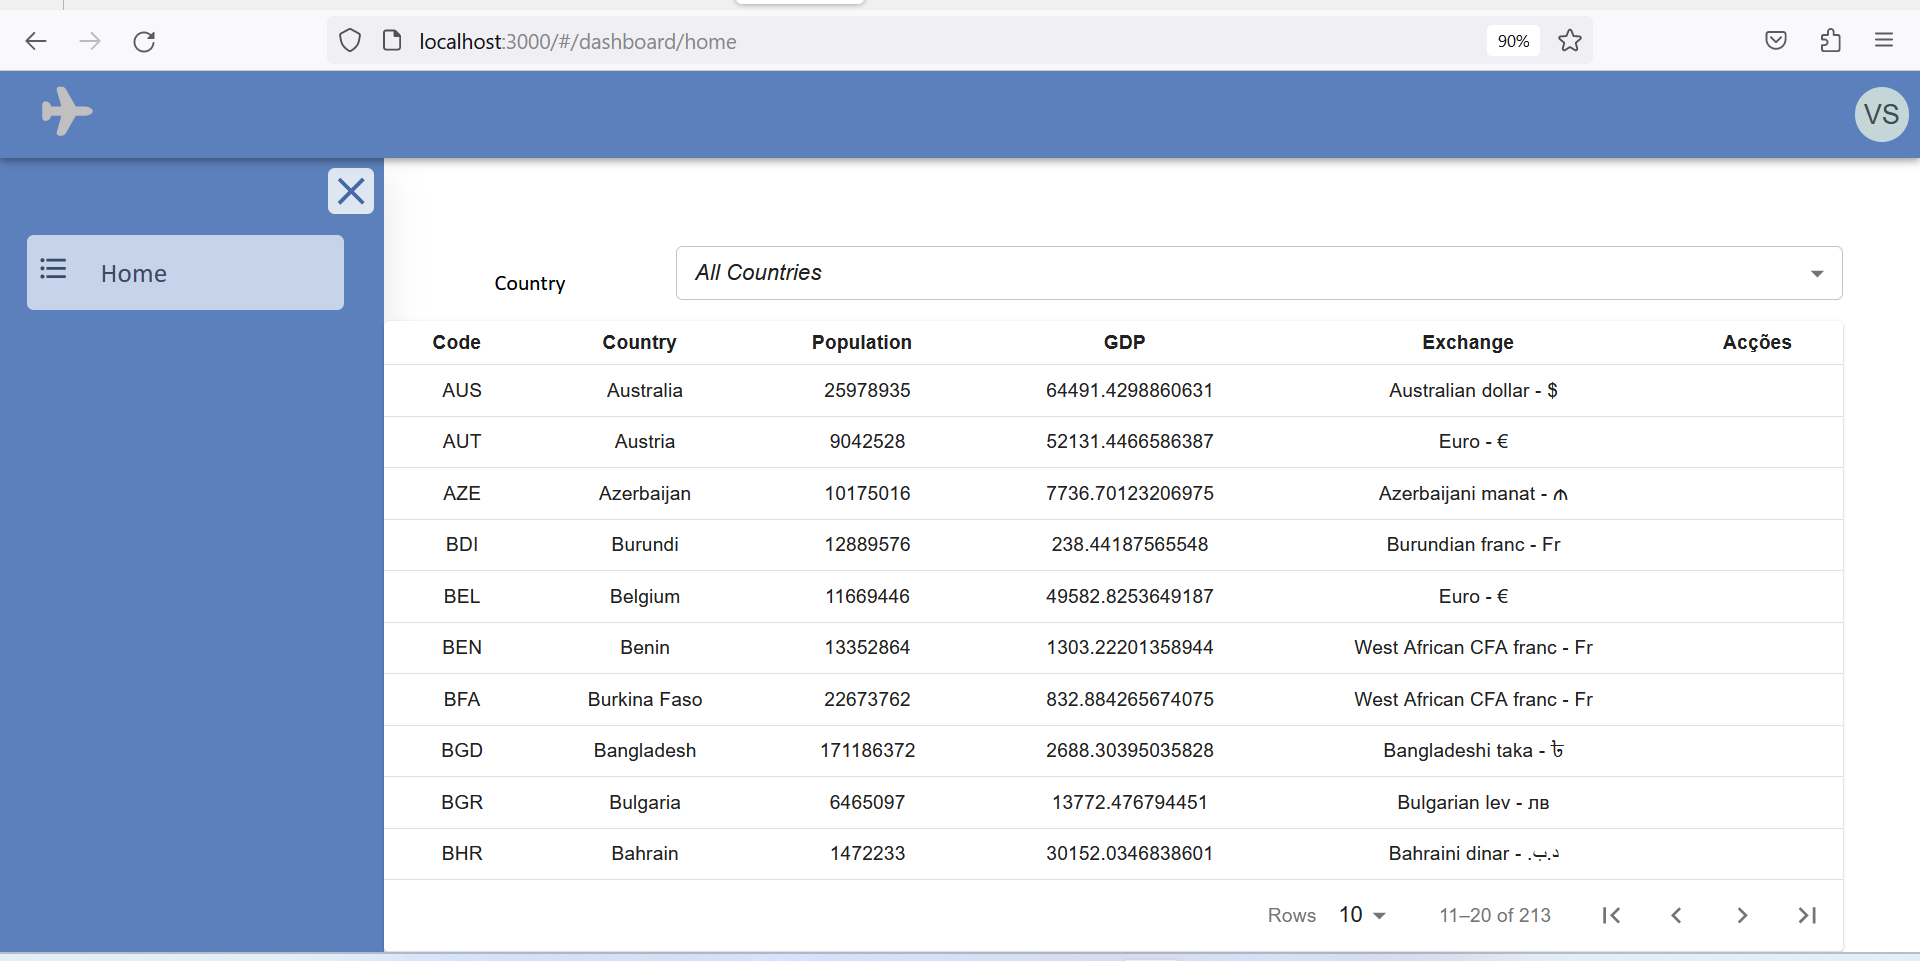 localhost:3000/#/dashboard/home 90%
VS
Home
Country All Countries
Code Country Population GDP Exchange Acções
AUS Australia 25978935 64491.4298860631 Australian dollar - $
AUT Austria 9042528 52131.4466586387 Euro - €
AZE Azerbaijan 10175016 7736.70123206975 Azerbaijani manat - ₼
BDI Burundi 12889576 238.44187565548 Burundian franc - Fr
BEL Belgium 11669446 49582.8253649187 Euro - €
BEN Benin 13352864 1303.22201358944 West African CFA franc - Fr
BFA Burkina Faso 22673762 832.884265674075 West African CFA franc - Fr
BGD Bangladesh 171186372 2688.30395035828 Bangladeshi taka - ৳
BGR Bulgaria 6465097 13772.476794451 Bulgarian lev - лв
BHR Bahrain 1472233 30152.0346838601 Bahraini dinar - .د.ب
Rows 10 11–20 of 213